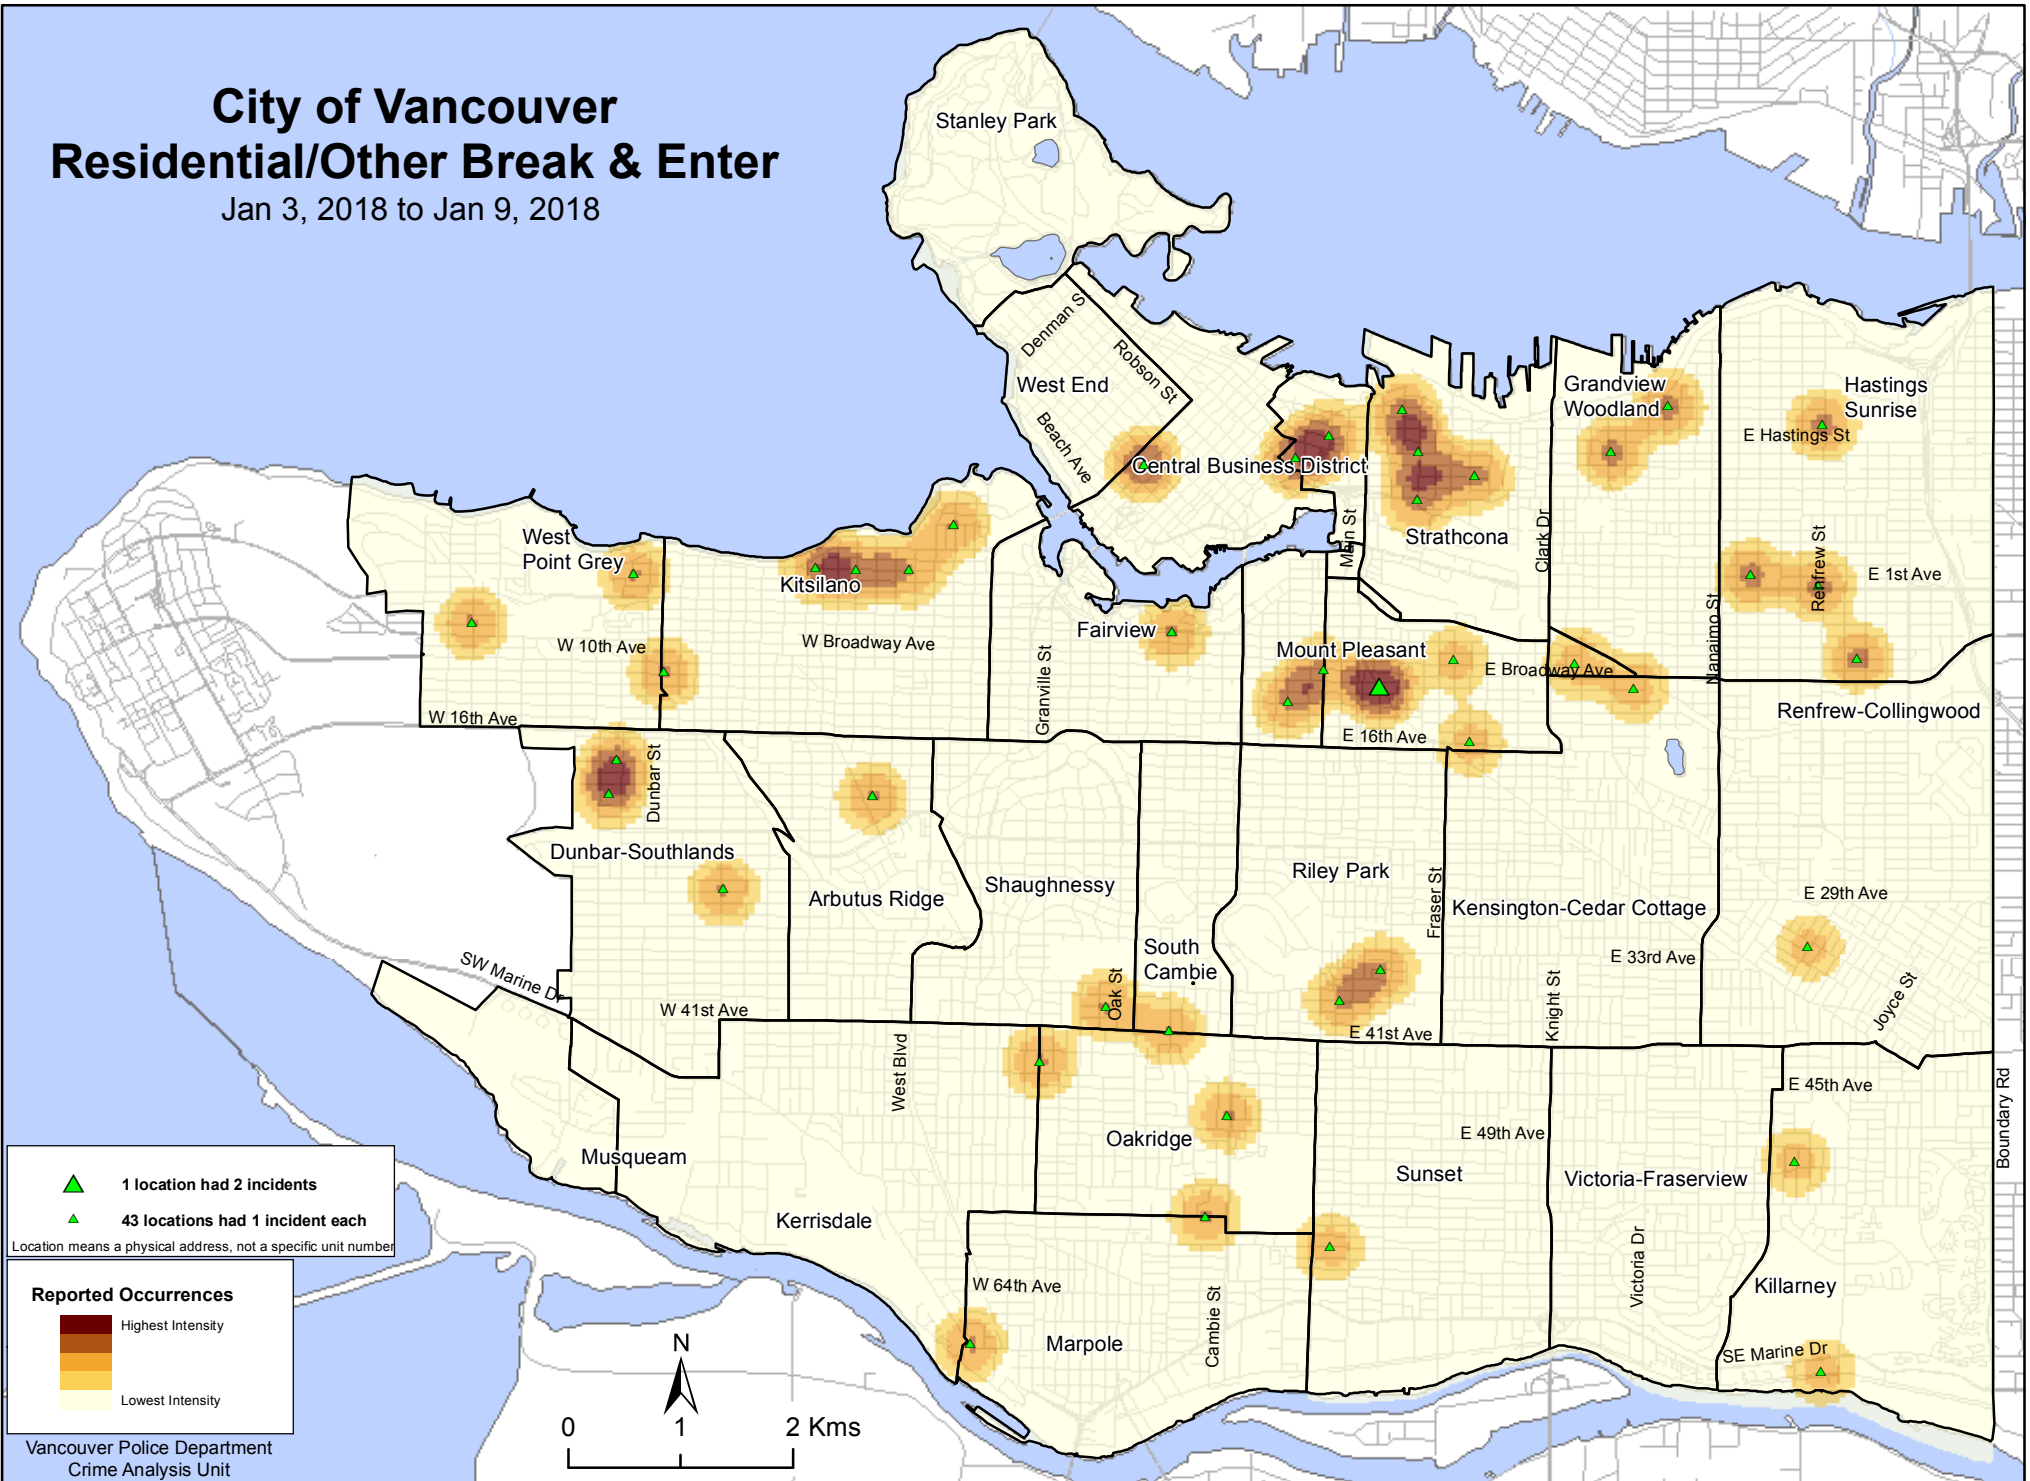 City of Vancouver
Residential/Other Break & Enter
Jan 3, 2018 to Jan 9, 2018
Stanley Park
Denman S
Robson St
West End
Beach Ave
Central Business District
Main St
Strathcona
Clark Dr
Grandview
Woodland
Hastings
Sunrise
E Hastings St
Nanaimo St
Renfrew St
E 1st Ave
West
Point Grey
Kitsilano
W 10th Ave
W Broadway Ave
W 16th Ave
Granville St
Fairview
Mount Pleasant
E Broadway Ave
E 16th Ave
Renfrew-Collingwood
Dunbar St
Dunbar-Southlands
Arbutus Ridge
Shaughnessy
South
Cambie
Oak St
Riley Park
Fraser St
Kensington-Cedar Cottage
E 29th Ave
E 33rd Ave
Knight St
Joyce St
SW Marine Dr
W 41st Ave
E 41st Ave
West Blvd
E 45th Ave
Boundary Rd
Musqueam
Oakridge
E 49th Ave
Sunset
Victoria-Fraserview
Kerrisdale
Victoria Dr
W 64th Ave
Cambie St
Marpole
Killarney
SE Marine Dr
1 location had 2 incidents
43 locations had 1 incident each
Location means a physical address, not a specific unit number
Reported Occurrences
Highest Intensity
Lowest Intensity
N
0 1 2 Kms
Vancouver Police Department
Crime Analysis Unit